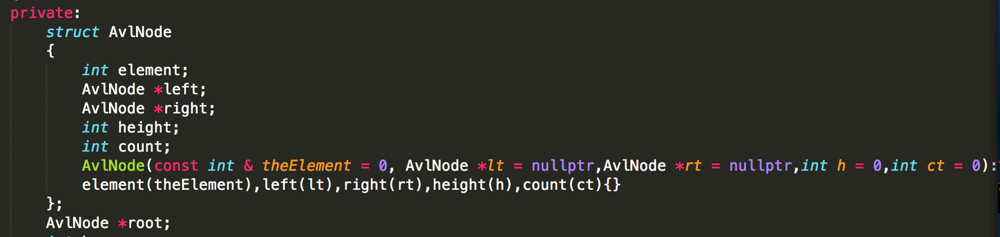 private:
    struct AvlNode
    {
        int element;
        AvlNode *left;
        AvlNode *right;
        int height;
        int count;
        AvlNode(const int & theElement = 0, AvlNode *lt = nullptr,AvlNode *rt = nullptr,int h = 0,int ct = 0):
        element(theElement),left(lt),right(rt),height(h),count(ct){}
    };
    AvlNode *root;